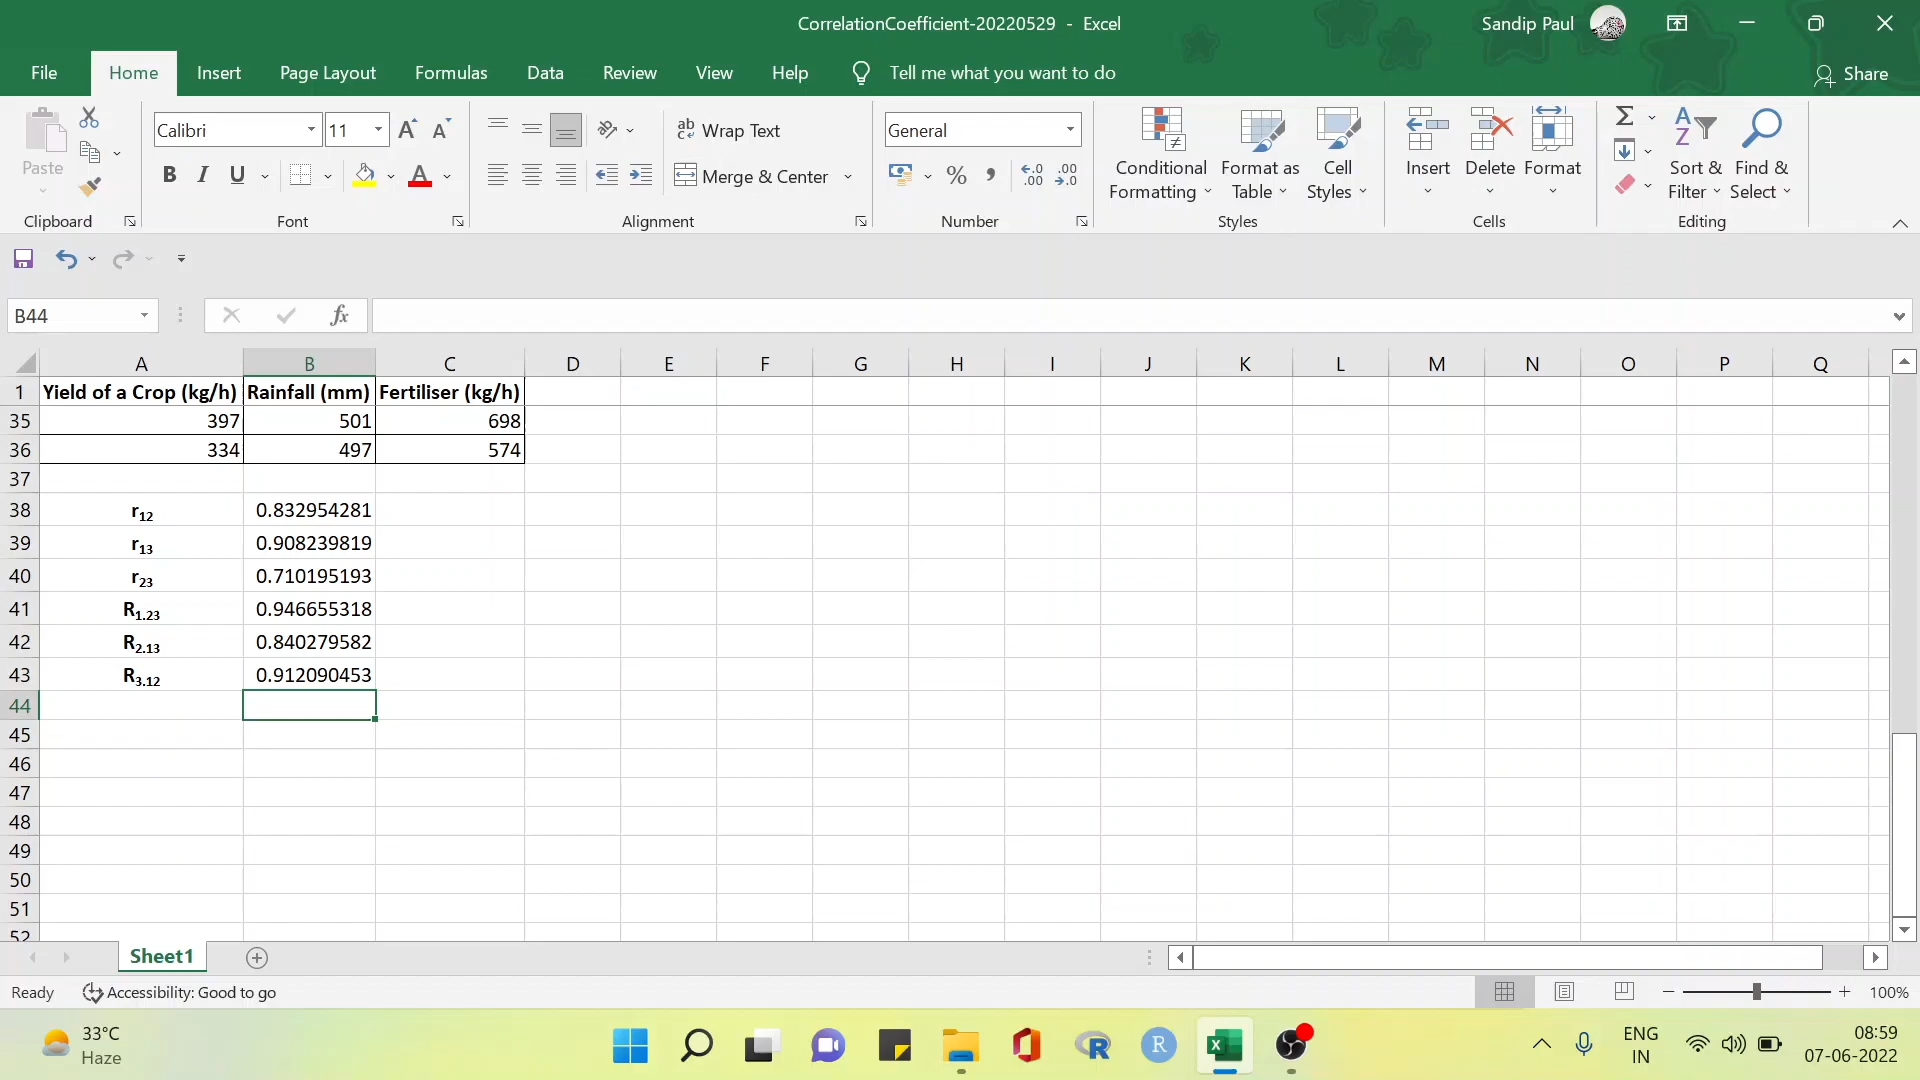 CorrelationCoefficient-20220529 - Excel
Sandip Paul
File Home Insert Page Layout Formulas Data Review View Help Tell me what you want to do Share
Calibri 11 ab Wrap Text General
Paste
B I U Merge & Center % , .00
Conditional Formatting
Format as Table
Cell Styles
Insert Delete Format
Sort & Filter
Find & Select
Clipboard Font Alignment Number Styles Cells Editing
B44 fx
A B C D E F G H I J K L M N O P Q
1 Yield of a Crop (kg/h) Rainfall (mm) Fertiliser (kg/h)
35 397 501 698
36 334 497 574
37
38 r12 0.832954281
39 r13 0.908239819
40 r23 0.710195193
41 R1.23 0.946655318
42 R2.13 0.840279582
43 R3.12 0.912090453
44
45
46
47
48
49
50
51
52
Sheet1
Ready Accessibility: Good to go 100%
33°C
Haze
ENG
IN
08:59
07-06-2022